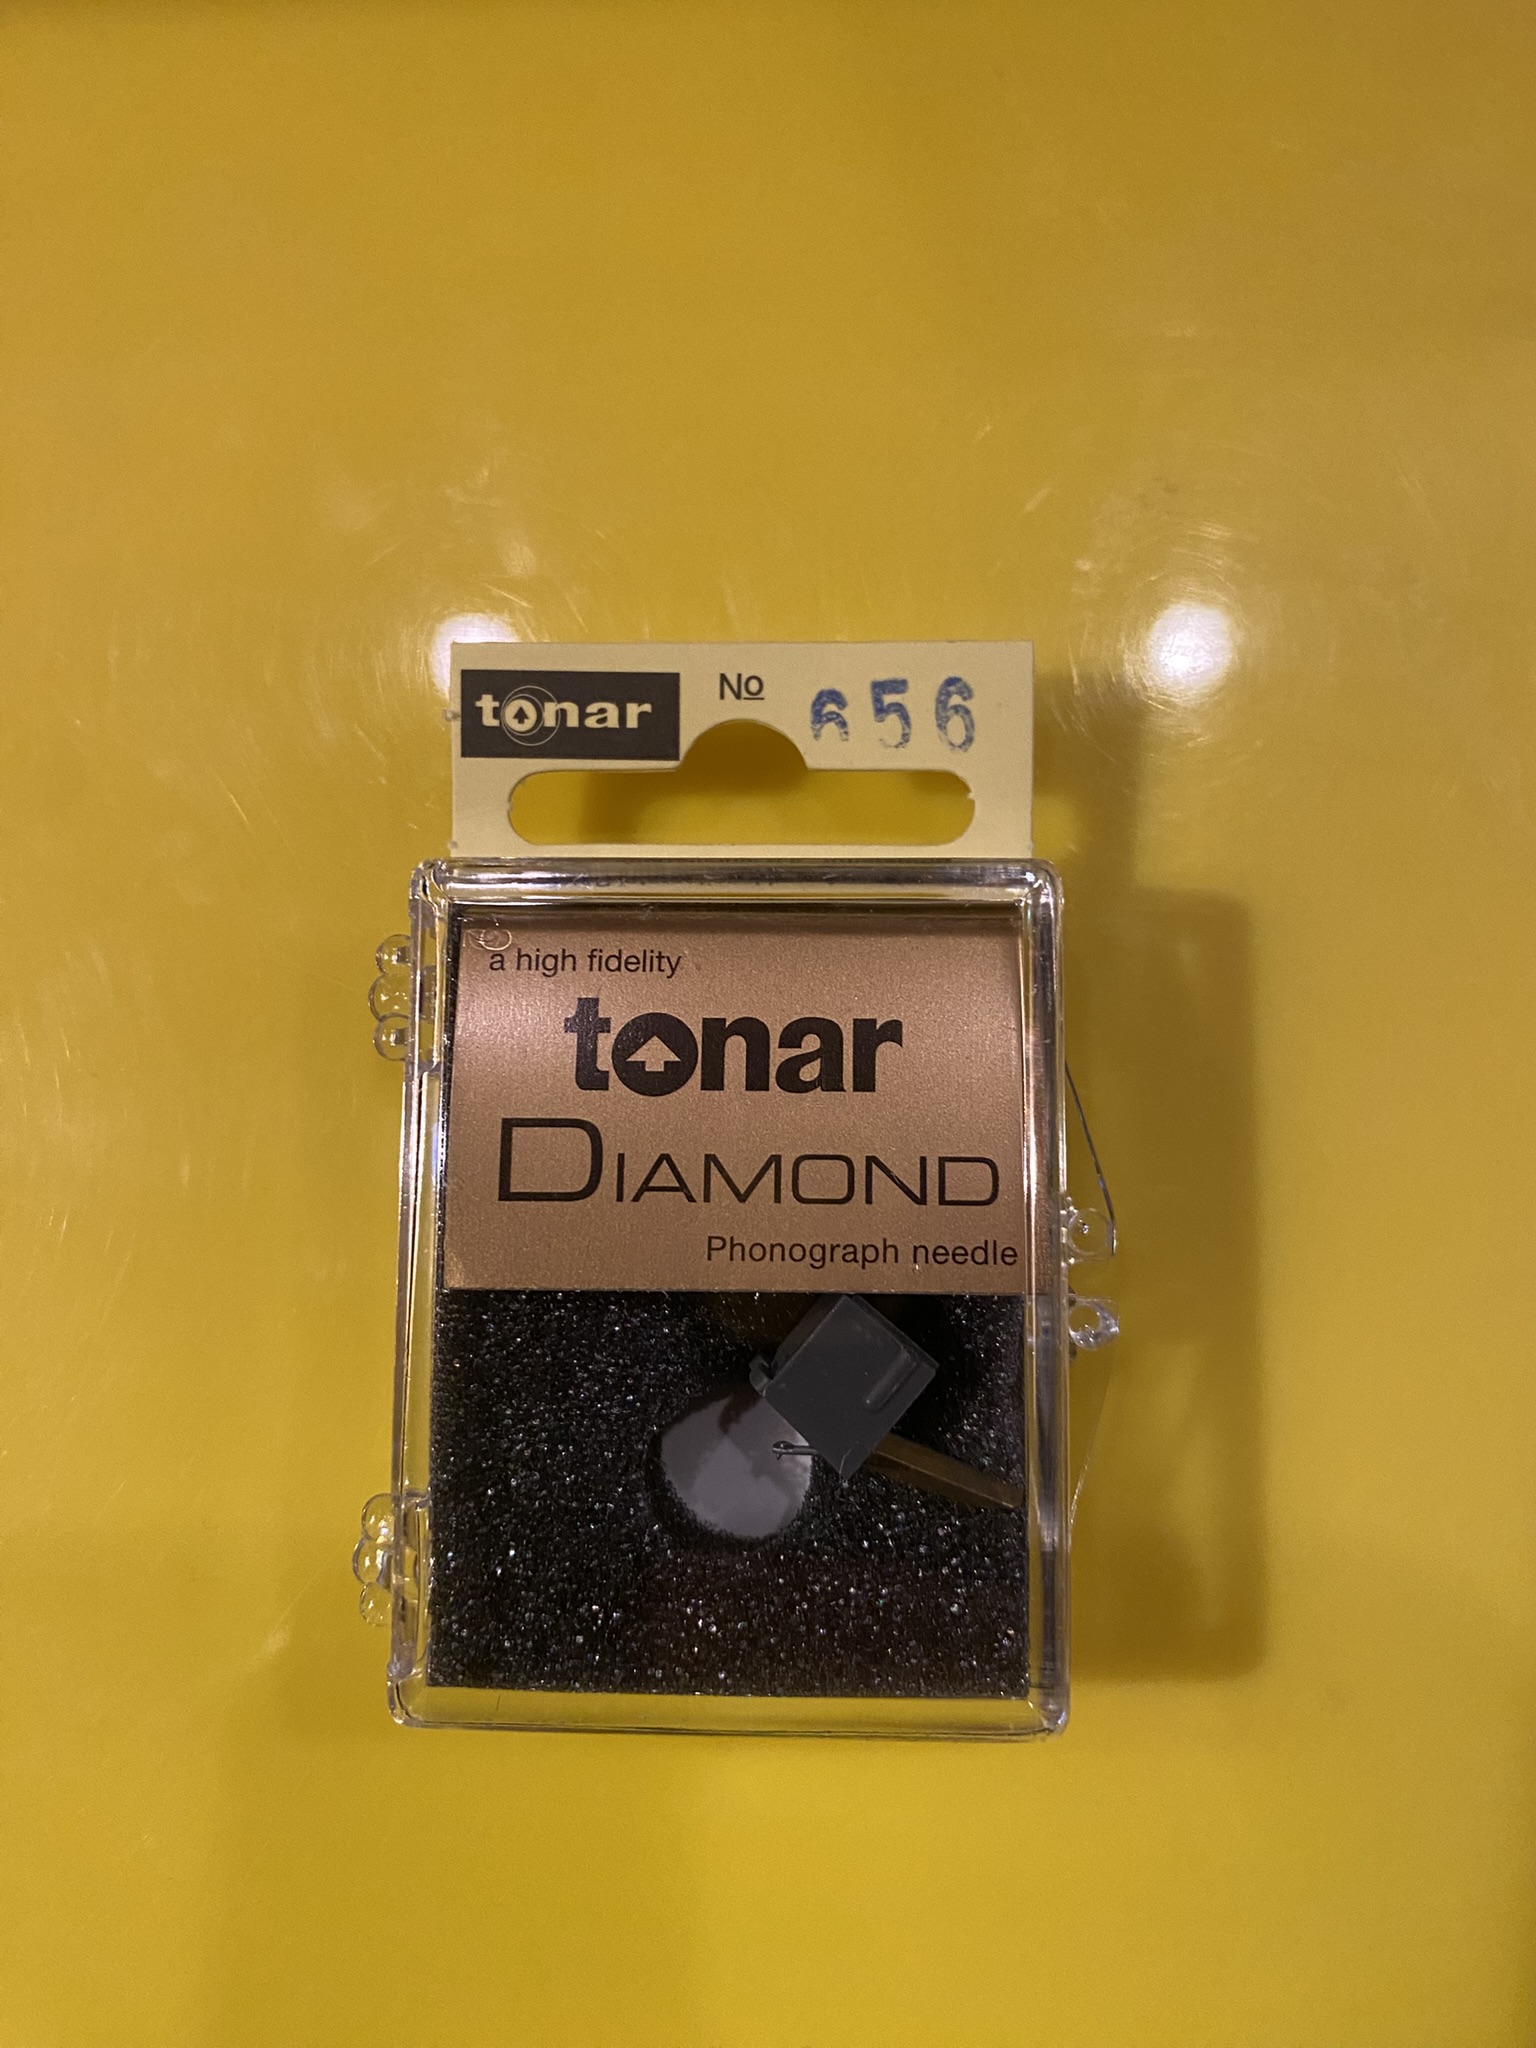 tonar
No 656
a high fidelity
tonar
DIAMOND
Phonograph needle